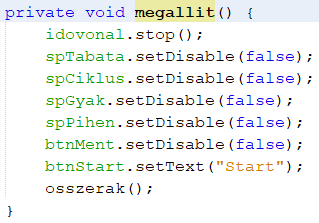 private void megallit() {
    idovonal.stop();
    spTabata.setDisable(false);
    spCiklus.setDisable(false);
    spGyak.setDisable(false);
    spPihen.setDisable(false);
    btnMent.setDisable(false);
    btnStart.setText("Start");
    osszerak();
}